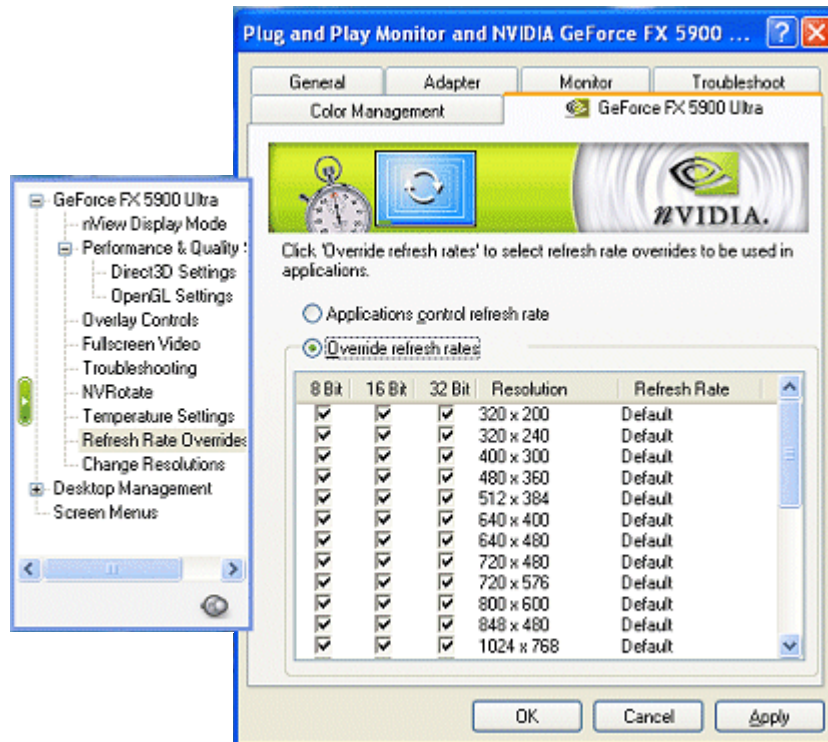 Plug and Play Monitor and NVIDIA GeForce FX 5900 ...
General Adapter Monitor Troubleshoot
Color Management GeForce FX 5900 Ultra
nVIDIA.
Click 'Override refresh rates' to select refresh rate overrides to be used in
applications.
Applications control refresh rate
Override refresh rates
8 Bit 16 Bit 32 Bit Resolution Refresh Rate
320 x 200 Default
320 x 240 Default
400 x 300 Default
480 x 360 Default
512 x 384 Default
640 x 400 Default
640 x 480 Default
720 x 480 Default
720 x 576 Default
800 x 600 Default
848 x 480 Default
1024 x 768 Default
OK Cancel Apply
GeForce FX 5900 Ultra
nView Display Mode
Performance & Quality S
Direct3D Settings
OpenGL Settings
Overlay Controls
Fullscreen Video
Troubleshooting
NVRotate
Temperature Settings
Refresh Rate Overrides
Change Resolutions
Desktop Management
Screen Menus